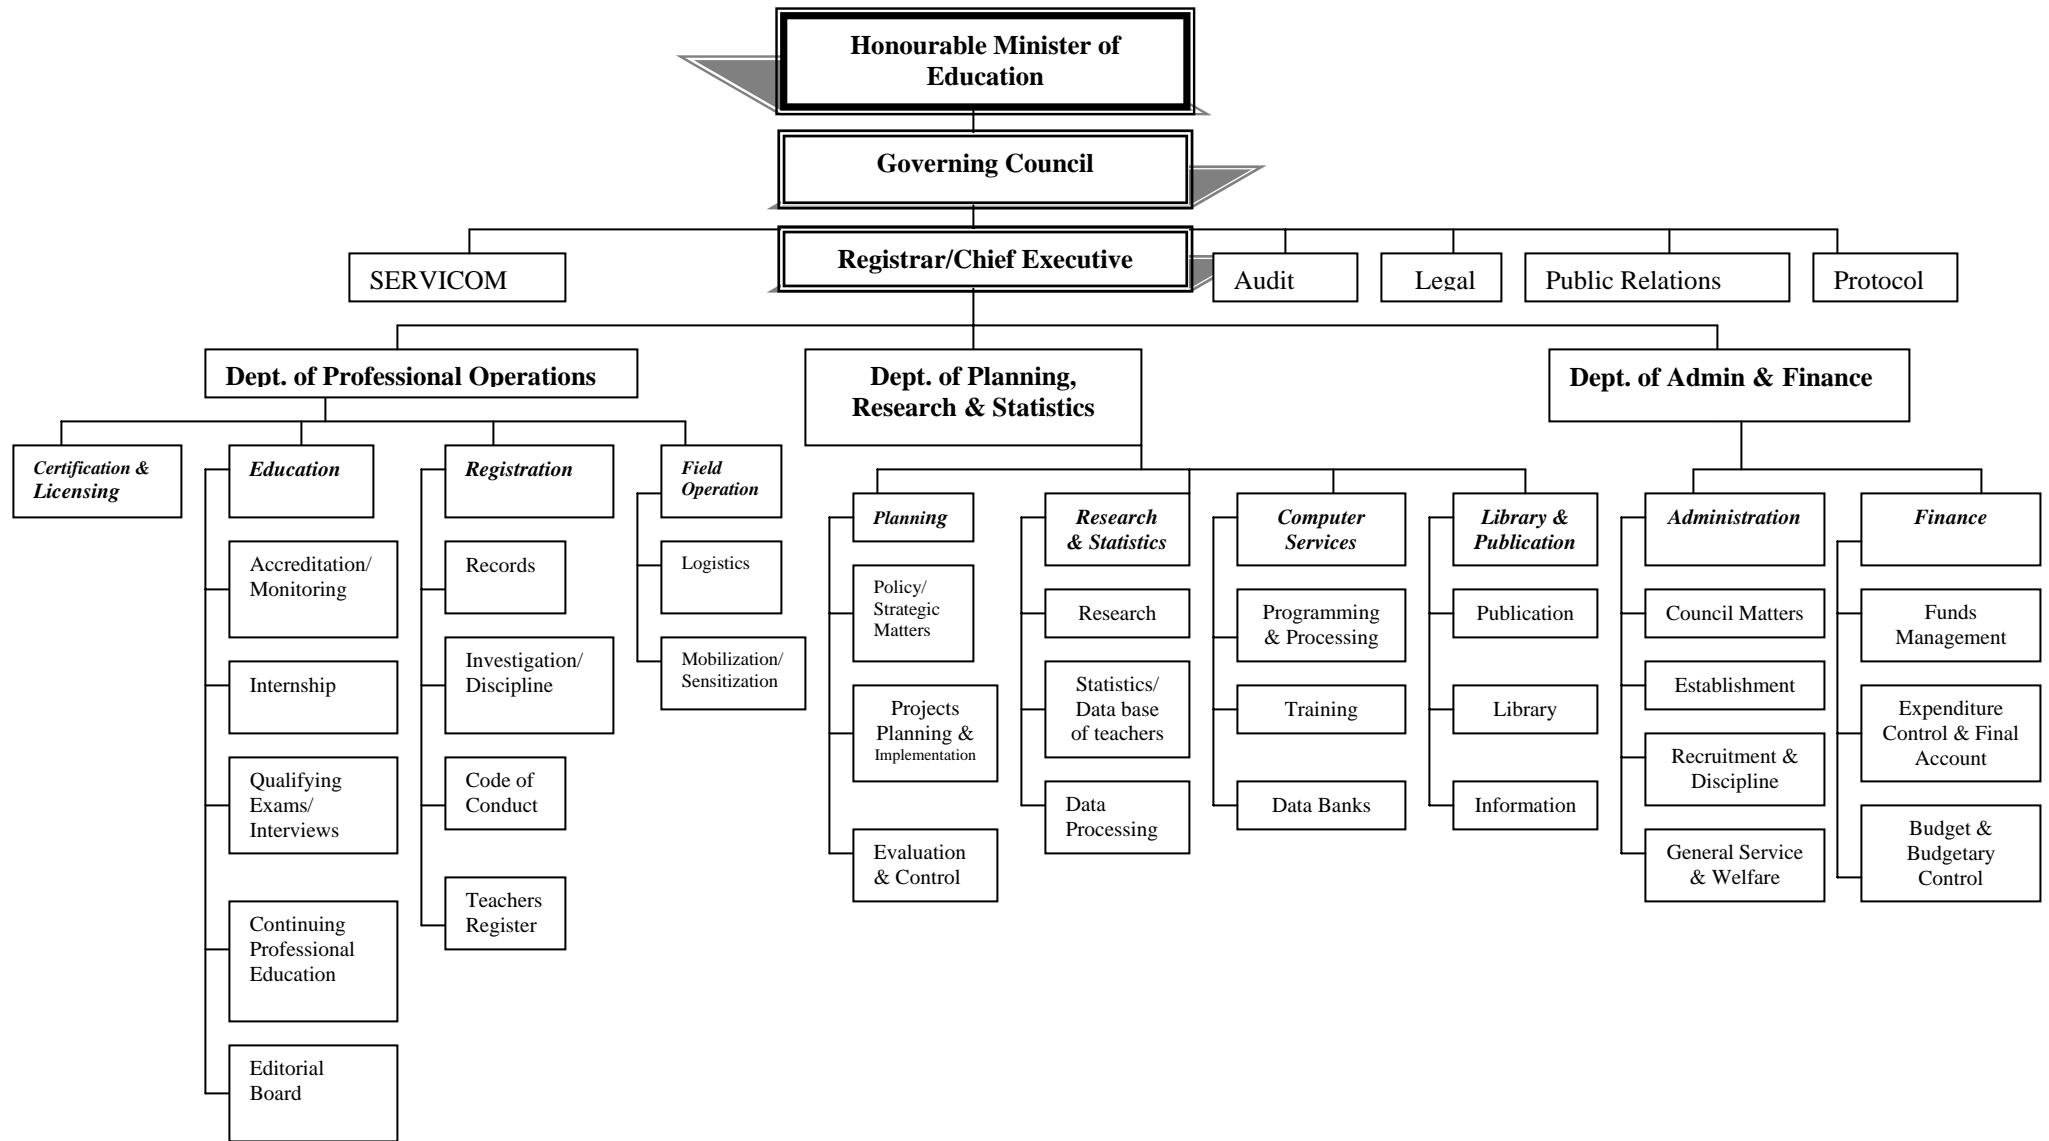 Honourable Minister of
Education
Governing Council
Registrar/Chief Executive
SERVICOM
Audit
Legal
Public Relations
Protocol
Dept. of Professional Operations
Dept. of Planning,
Research & Statistics
Dept. of Admin & Finance
Certification &
Licensing
Education
Accreditation/
Monitoring
Internship
Qualifying
Exams/
Interviews
Continuing
Professional
Education
Editorial
Board
Registration
Records
Investigation/
Discipline
Code of
Conduct
Teachers
Register
Field
Operation
Logistics
Mobilization/
Sensitization
Planning
Policy/
Strategic
Matters
Projects
Planning &
Implementation
Evaluation
& Control
Research
& Statistics
Research
Statistics/
Data base
of teachers
Data
Processing
Computer
Services
Programming
& Processing
Training
Data Banks
Library &
Publication
Publication
Library
Information
Administration
Council Matters
Establishment
Recruitment &
Discipline
General Service
& Welfare
Finance
Funds
Management
Expenditure
Control & Final
Account
Budget &
Budgetary
Control